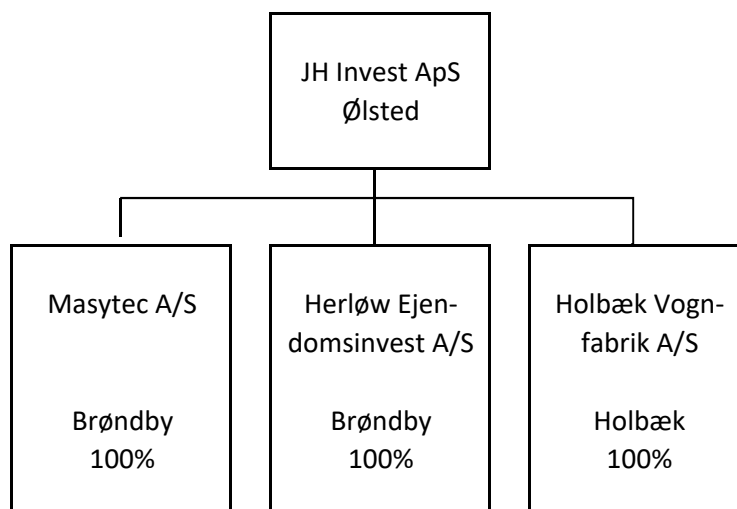 JH Invest ApS
Ølsted
Masytec A/S
Brøndby
100%
Herløw Ejen-
domsinvest A/S
Brøndby
100%
Holbæk Vogn-
fabrik A/S
Holbæk
100%